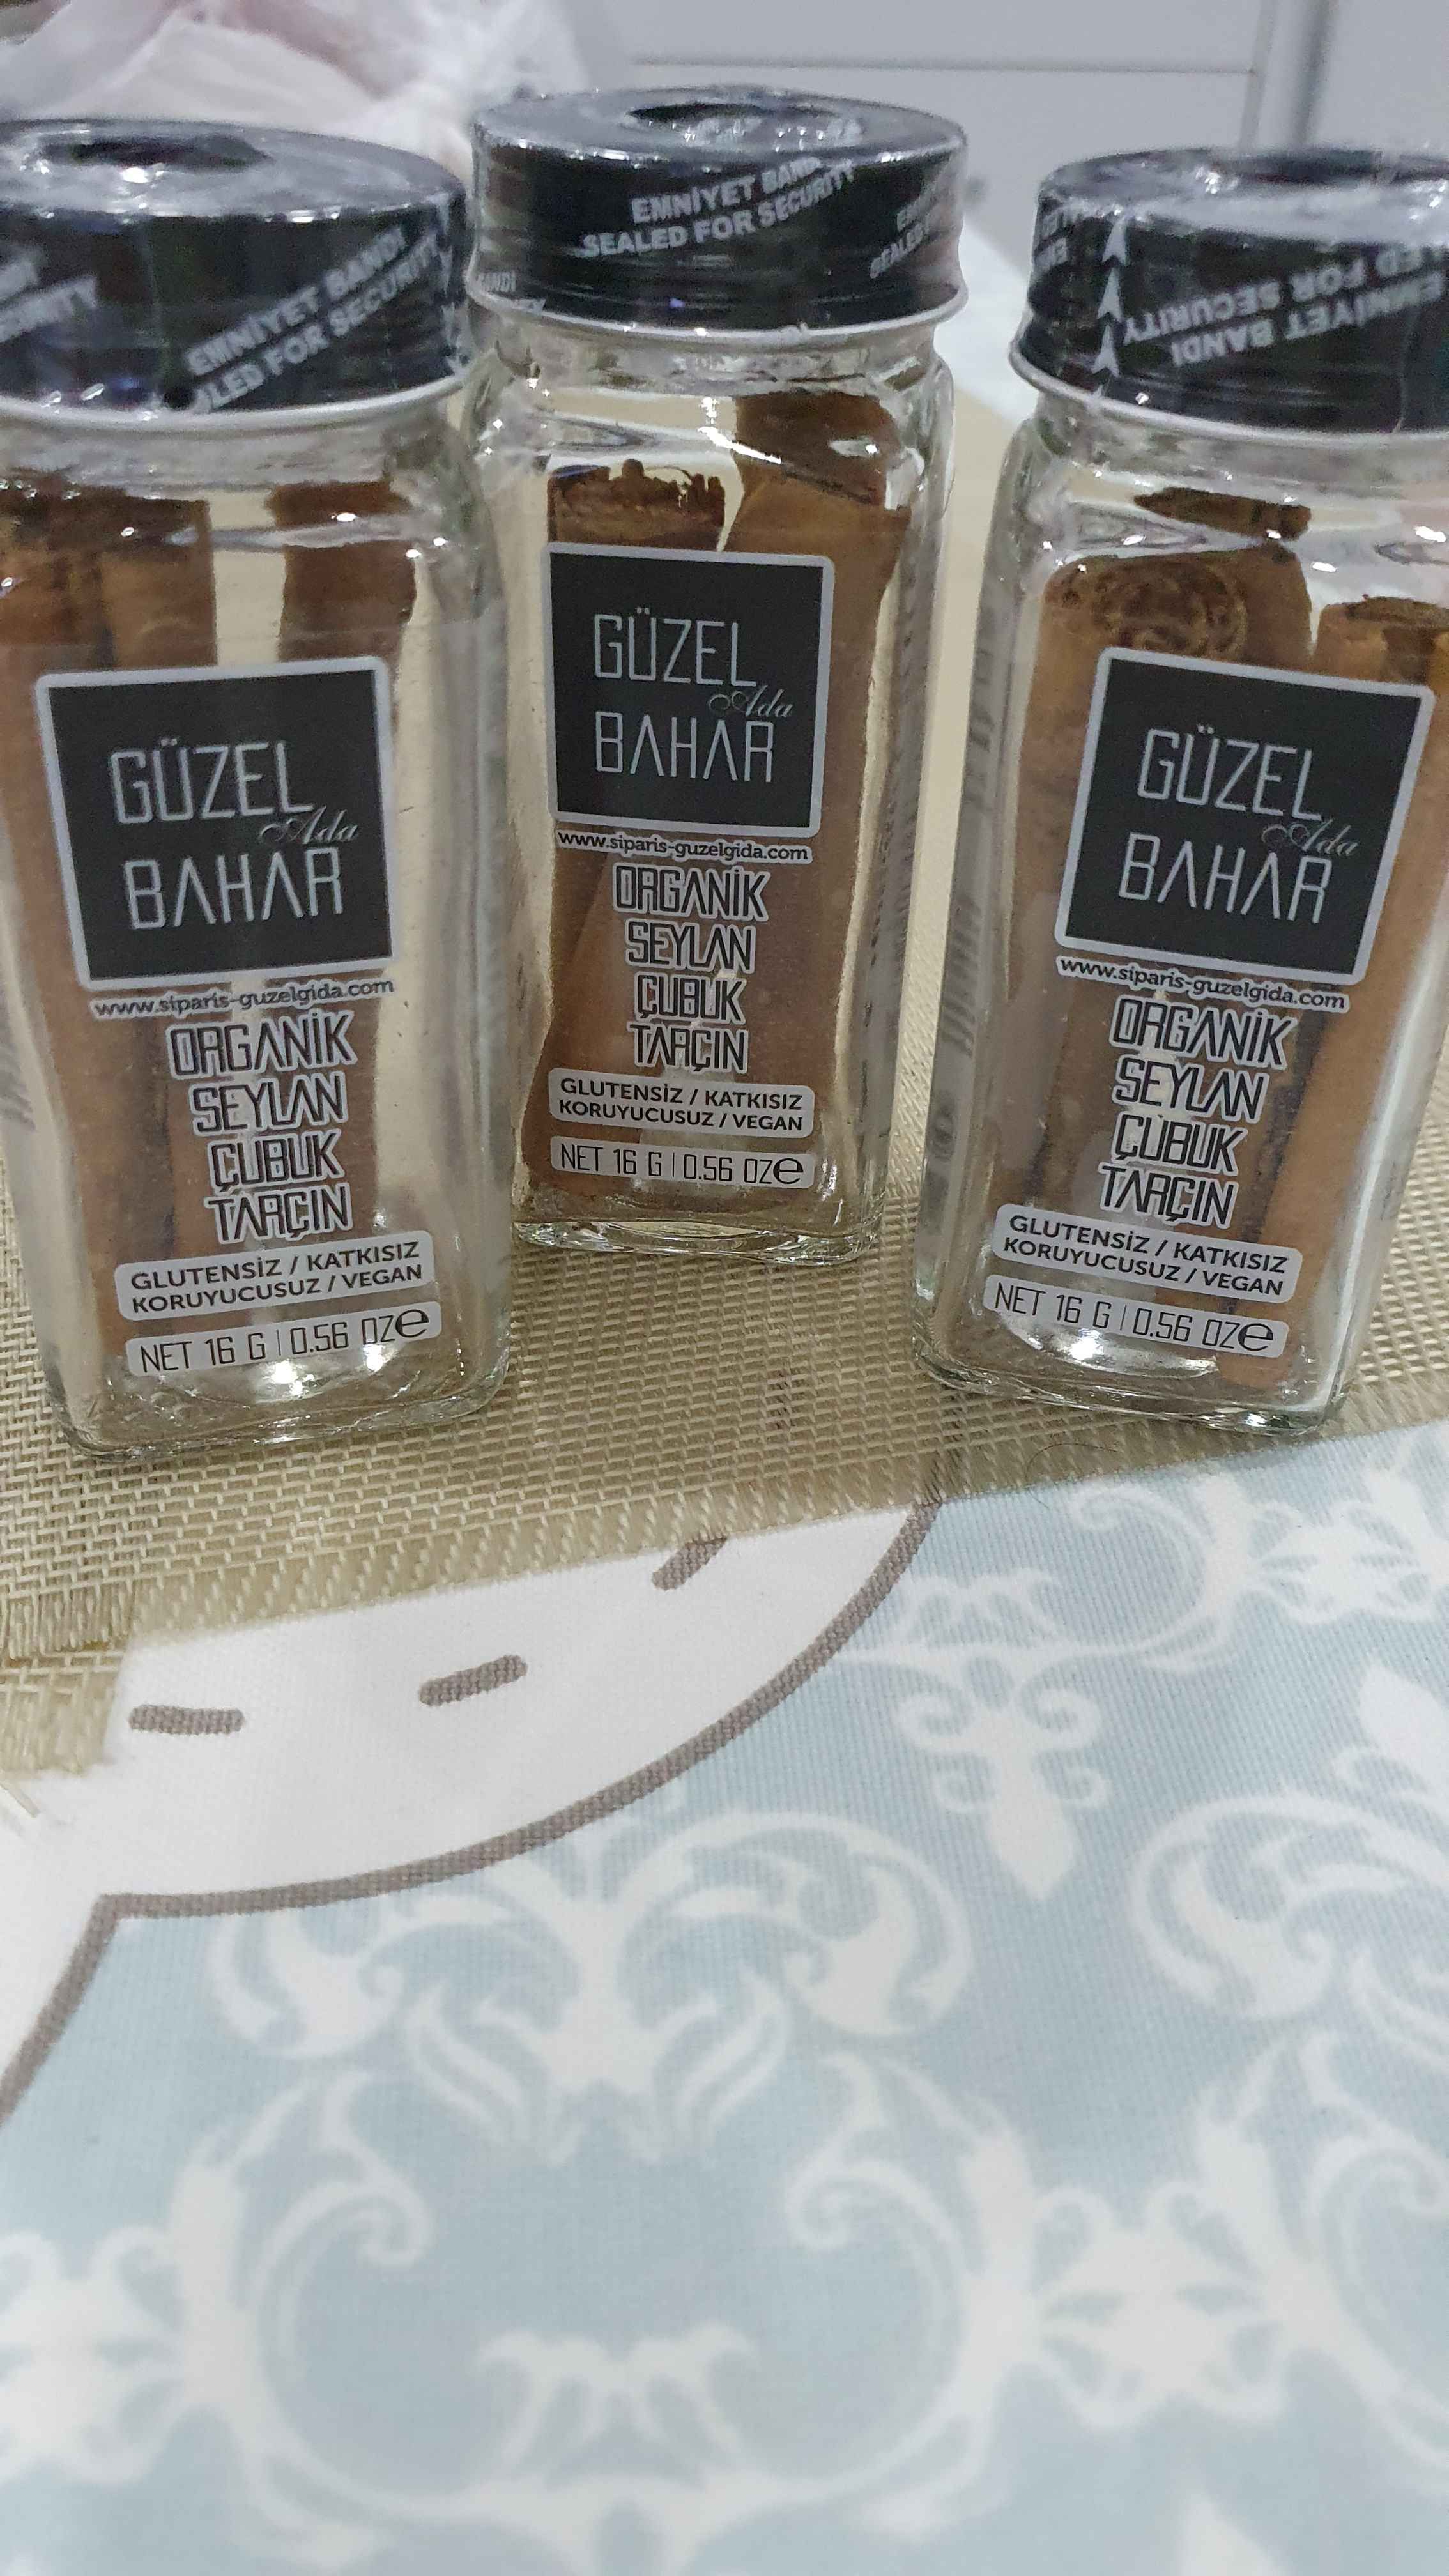 EMNİYET BANDI
SEALED FOR SECURITY
GÜZEL
Ada
BAHAR
www.siparis-guzelgida.com
ORGANİK
SEYLAN
ÇUBUK
TARÇIN
GLUTENSİZ / KATKISIZ
KORUYUCUSUZ / VEGAN
NET 16 G | 0.56 OZ e
EMNİYET BANDI
SEALED FOR SECURITY
GÜZEL
Ada
BAHAR
www.siparis-guzelgida.com
ORGANİK
SEYLAN
ÇUBUK
TARÇIN
GLUTENSİZ / KATKISIZ
KORUYUCUSUZ / VEGAN
NET 16 G | 0.56 OZ e
EMNİYET BANDI
FOR SECURITY
GÜZEL
Ada
BAHAR
www.siparis-guzelgida.com
ORGANİK
SEYLAN
ÇUBUK
TARÇIN
GLUTENSİZ / KATKISIZ
KORUYUCUSUZ / VEGAN
NET 16 G | 0.56 OZ e